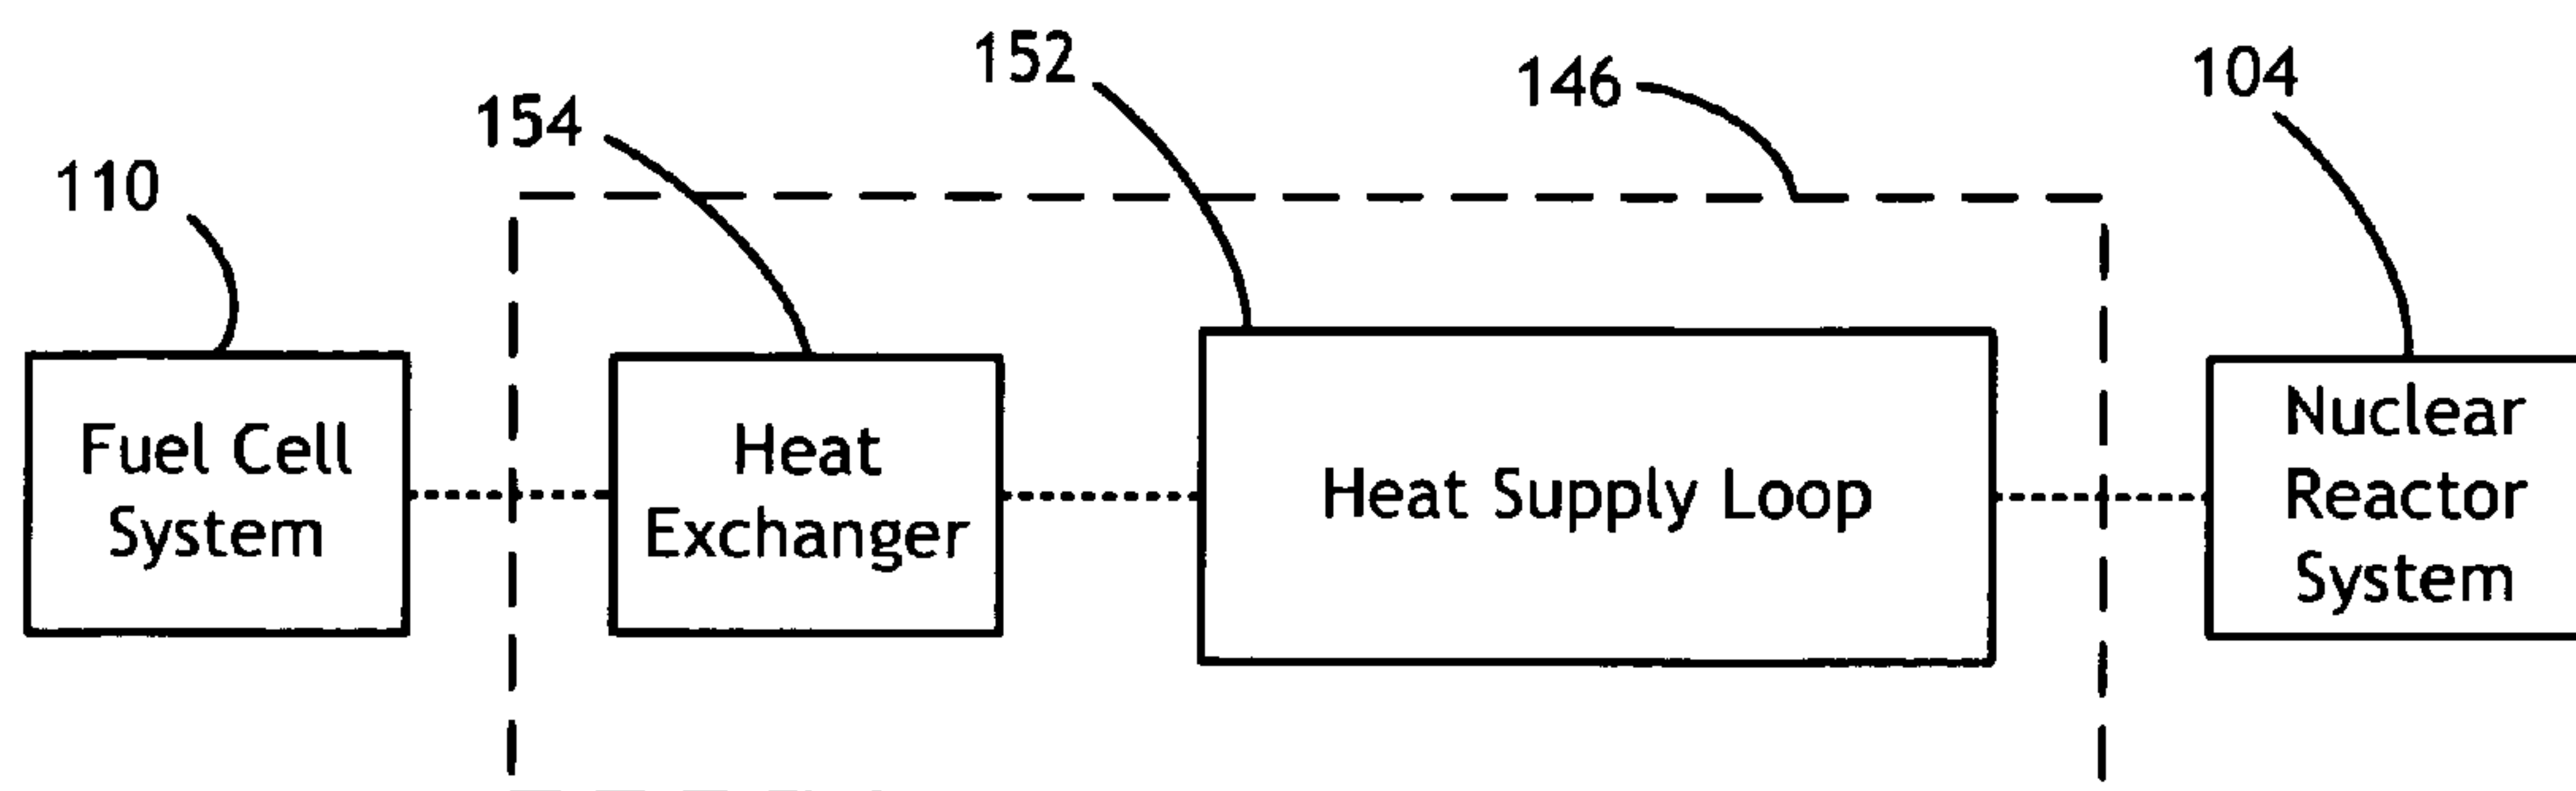 152
146
104
154
110
Fuel Cell
System
Heat
Exchanger
Heat Supply Loop
Nuclear
Reactor
System